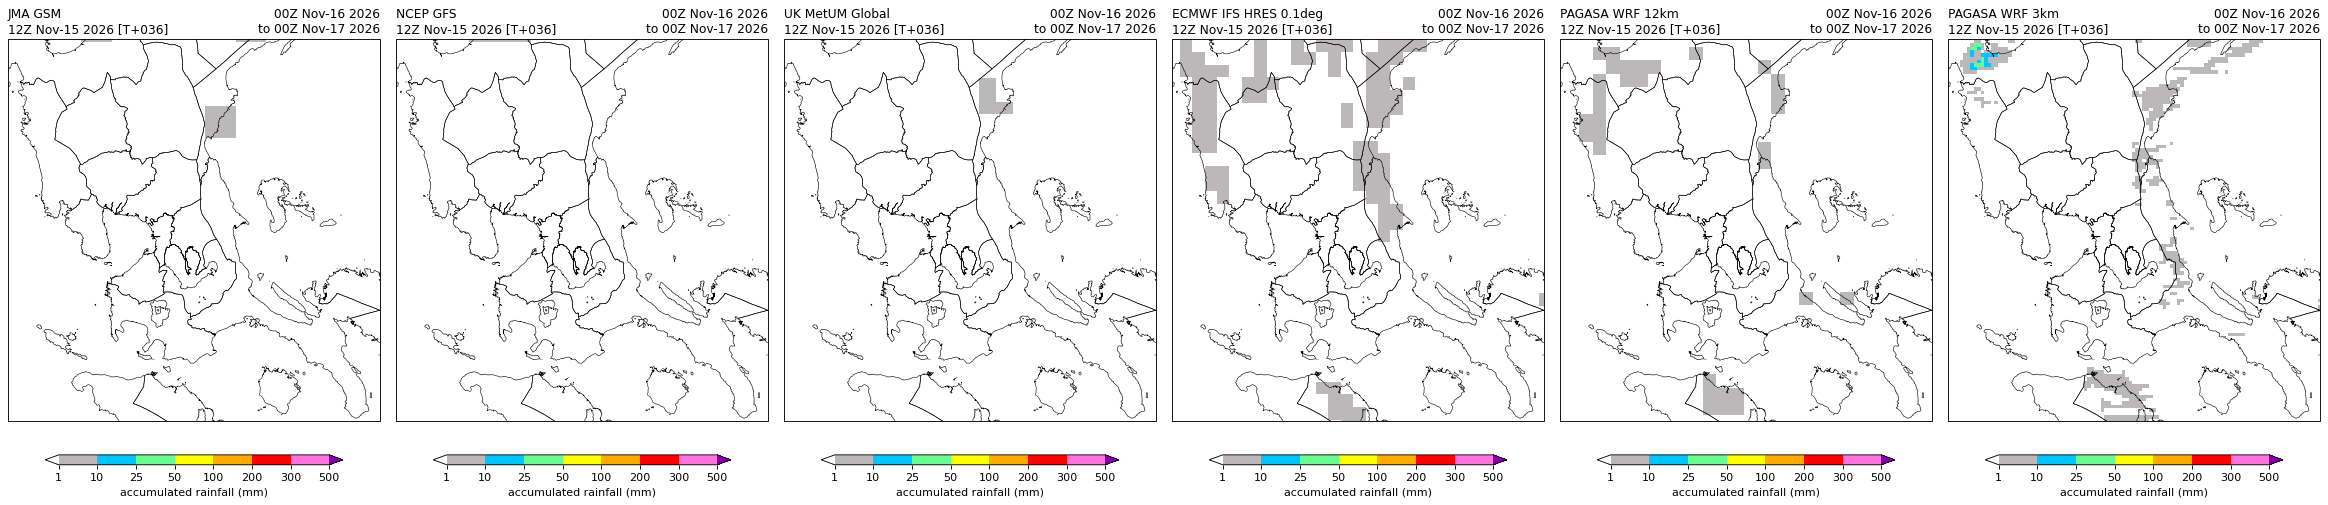 JMA GSM 00Z Nov-16 2026
12Z Nov-15 2026 [T+036] to 00Z Nov-17 2026
1 10 25 50 100 200 300 500
accumulated rainfall (mm)
NCEP GFS 00Z Nov-16 2026
12Z Nov-15 2026 [T+036] to 00Z Nov-17 2026
1 10 25 50 100 200 300 500
accumulated rainfall (mm)
UK MetUM Global 00Z Nov-16 2026
12Z Nov-15 2026 [T+036] to 00Z Nov-17 2026
1 10 25 50 100 200 300 500
accumulated rainfall (mm)
ECMWF IFS HRES 0.1deg 00Z Nov-16 2026
12Z Nov-15 2026 [T+036] to 00Z Nov-17 2026
1 10 25 50 100 200 300 500
accumulated rainfall (mm)
PAGASA WRF 12km 00Z Nov-16 2026
12Z Nov-15 2026 [T+036] to 00Z Nov-17 2026
1 10 25 50 100 200 300 500
accumulated rainfall (mm)
PAGASA WRF 3km 00Z Nov-16 2026
12Z Nov-15 2026 [T+036] to 00Z Nov-17 2026
1 10 25 50 100 200 300 500
accumulated rainfall (mm)